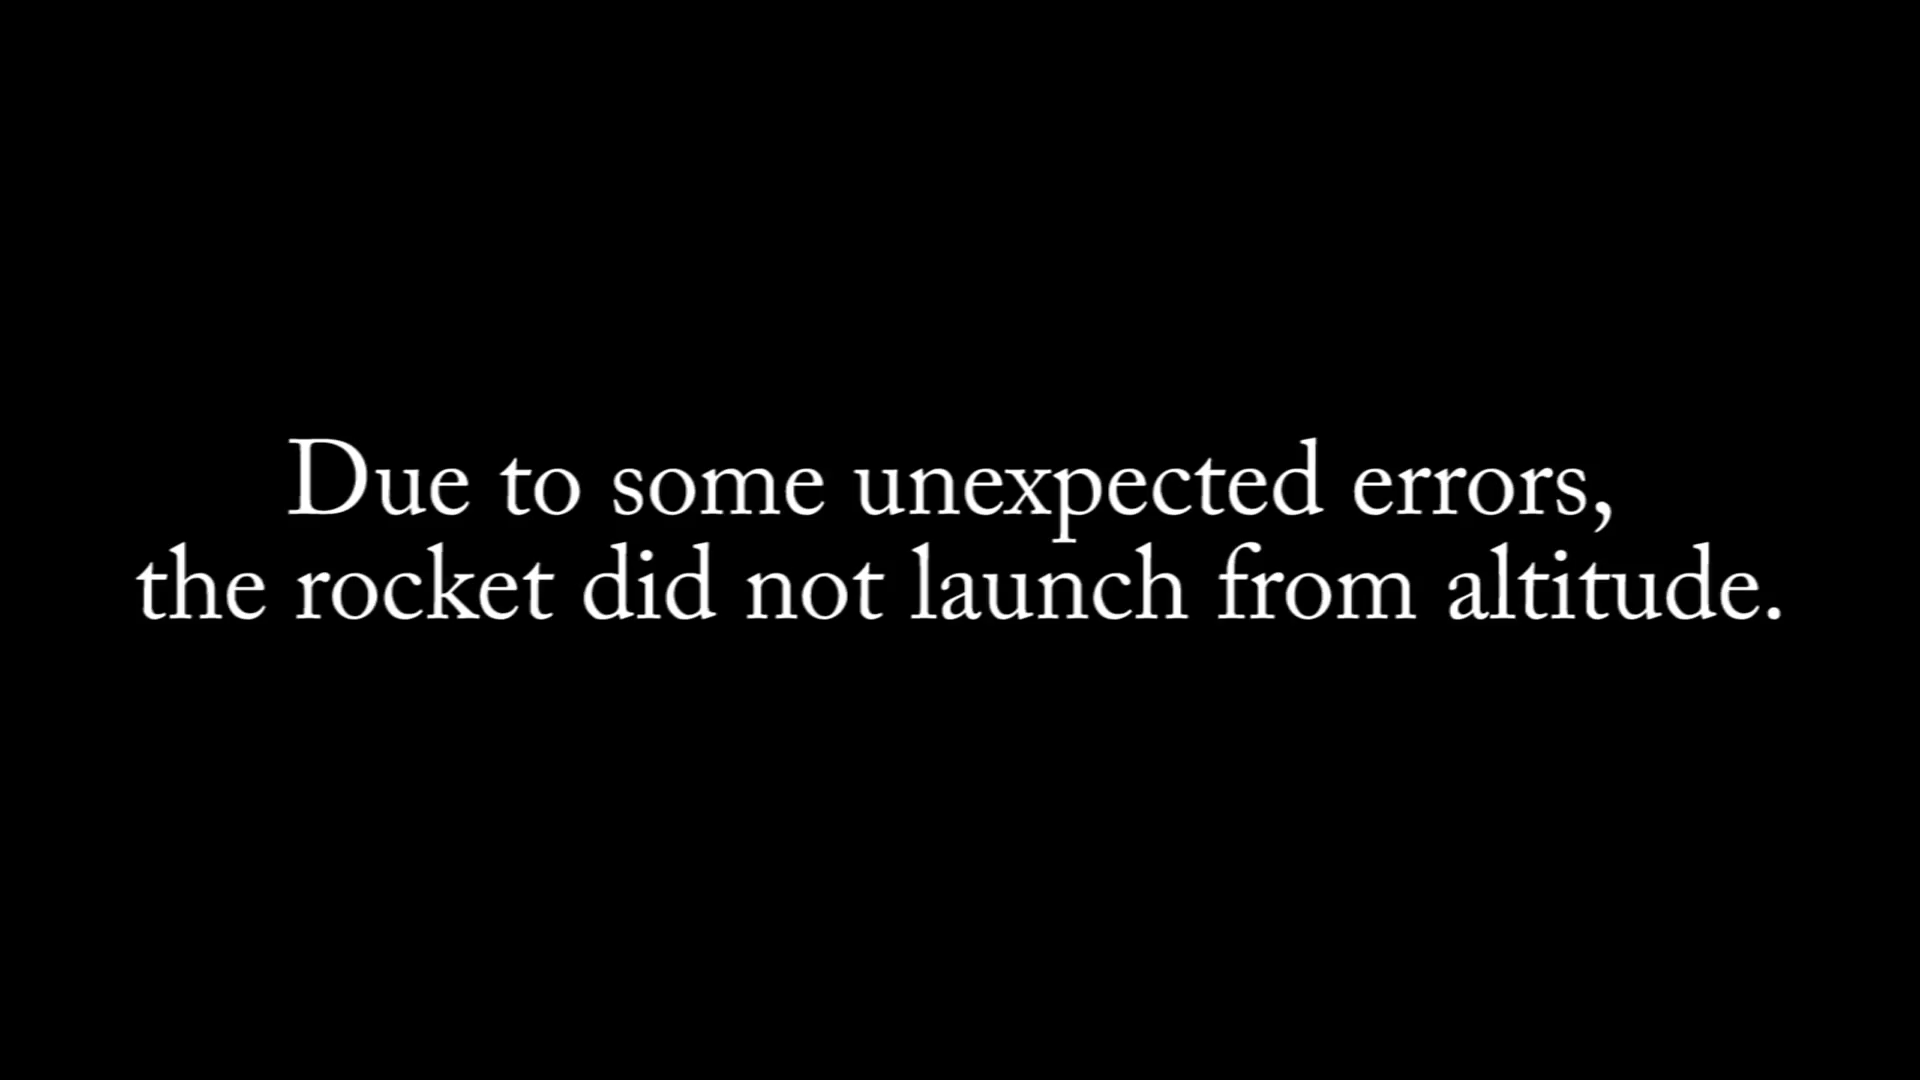 Due to some unexpected errors,
the rocket did not launch from altitude.